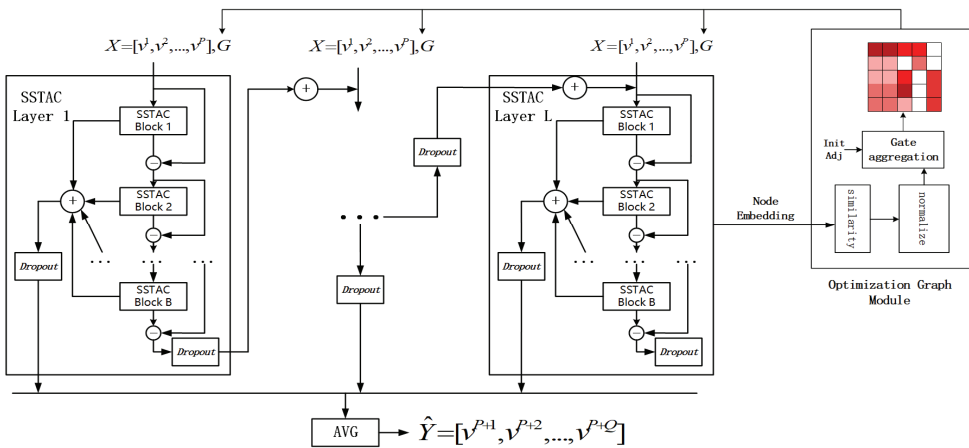 X=[v¹,v²,...,vᴾ],G
X=[v¹,v²,...,vᴾ],G
X=[v¹,v²,...,vᴾ],G
SSTAC
Layer 1
SSTAC
Block 1
−
SSTAC
Block 2
+
−
Dropout
... ... ...
SSTAC
Block B
−
Dropout
+
...
Dropout
Dropout
+
SSTAC
Layer L
SSTAC
Block 1
−
SSTAC
Block 2
+
−
Dropout
... ... ...
SSTAC
Block B
−
Dropout
Node
Embedding
Init
Adj
Gate
aggregation
similarity
normalize
Optimization Graph
Module
AVG
Ŷ=[vᴾ⁺¹,vᴾ⁺²,...,vᴾ⁺Q]